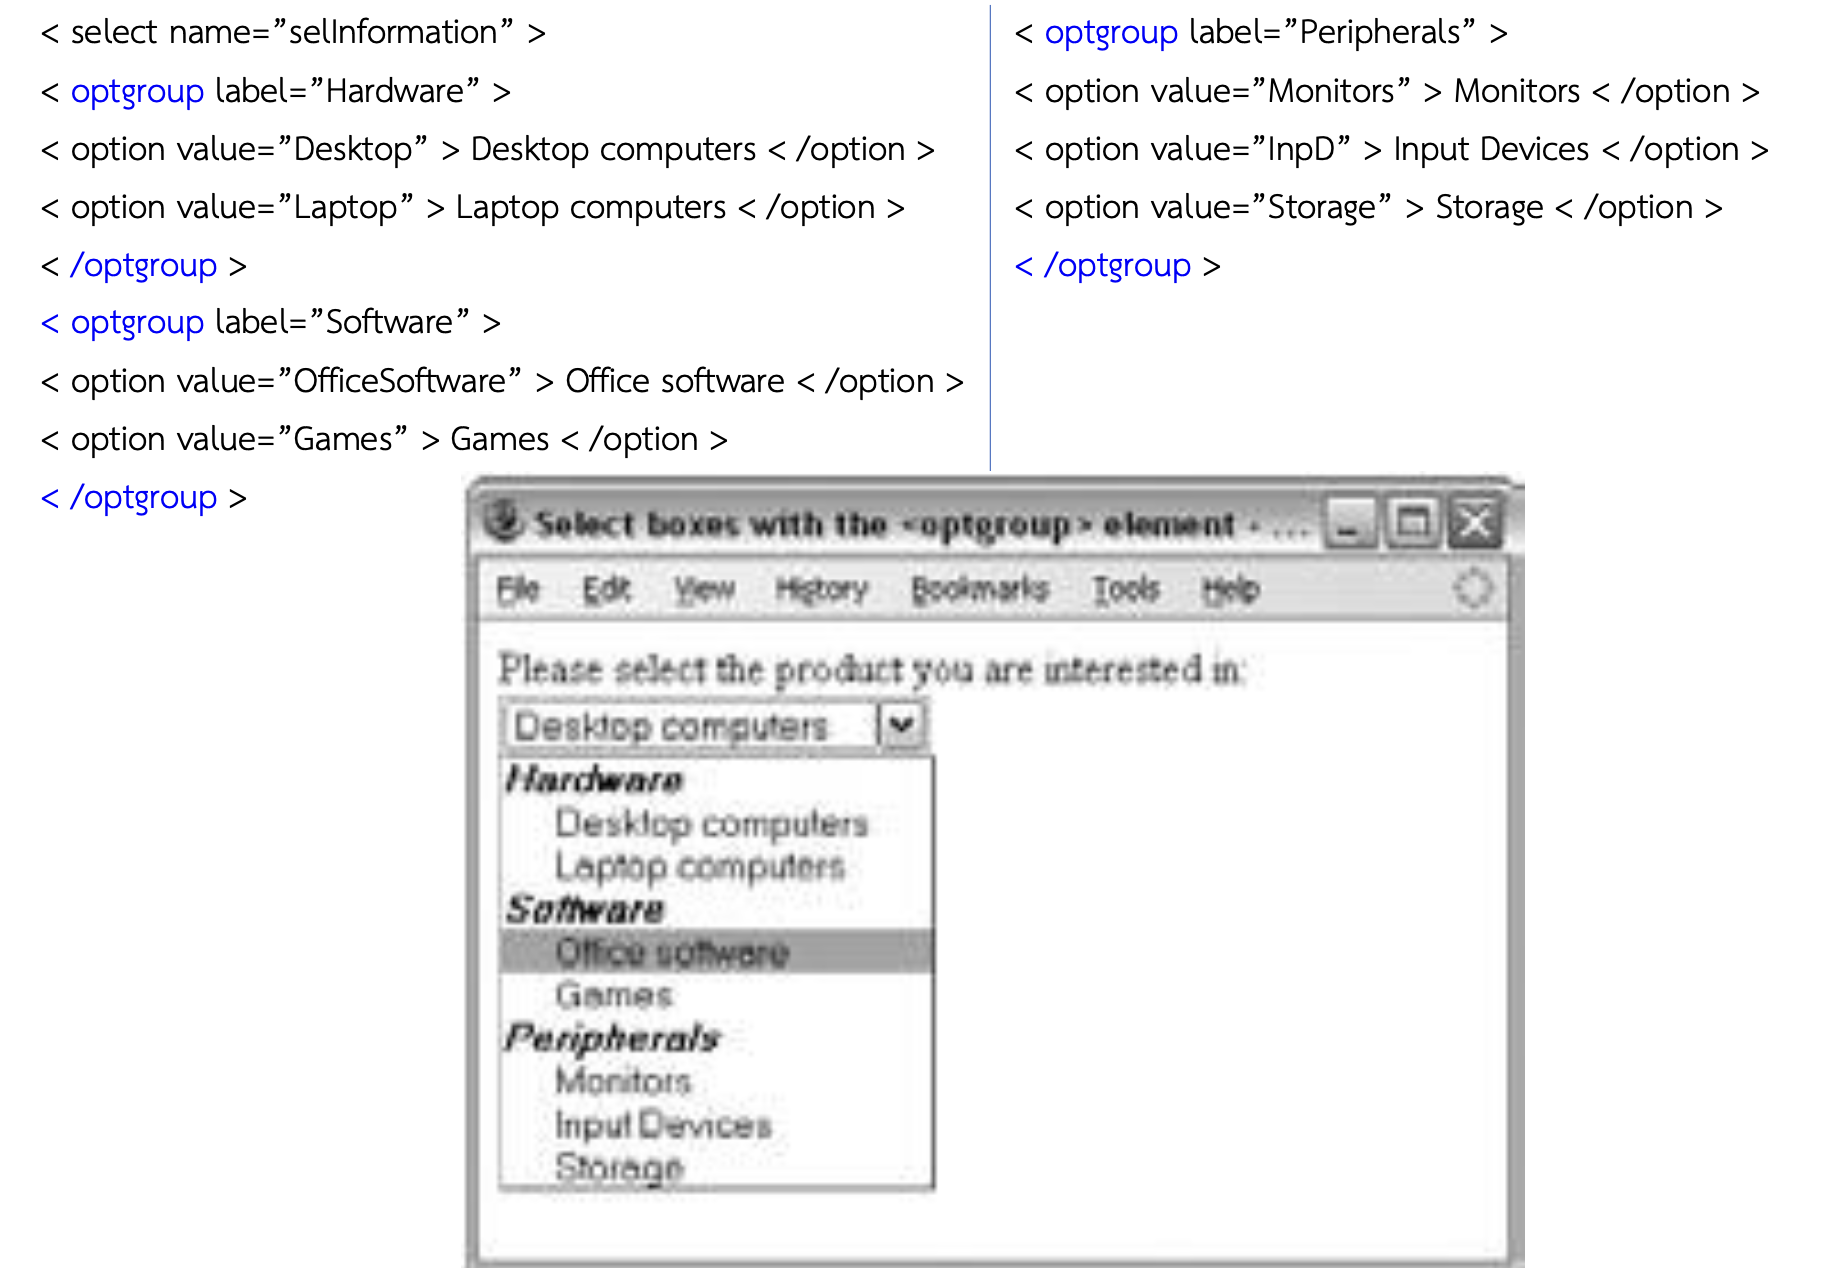 < select name=”selInformation” >
< optgroup label=”Hardware” >
< option value=”Desktop” > Desktop computers < /option >
< option value=”Laptop” > Laptop computers < /option >
< /optgroup >
< optgroup label=”Software” >
< option value=”OfficeSoftware” > Office software < /option >
< option value=”Games” > Games < /option >
< /optgroup >
< optgroup label=”Peripherals” >
< option value=”Monitors” > Monitors < /option >
< option value=”InpD” > Input Devices < /option >
< option value=”Storage” > Storage < /option >
< /optgroup >
Select boxes with the <optgroup> element - ...
File Edit View History Bookmarks Tools Help
Please select the product you are interested in:
Desktop computers
Hardware
Desktop computers
Laptop computers
Software
Office software
Games
Peripherals
Monitors
Input Devices
Storage